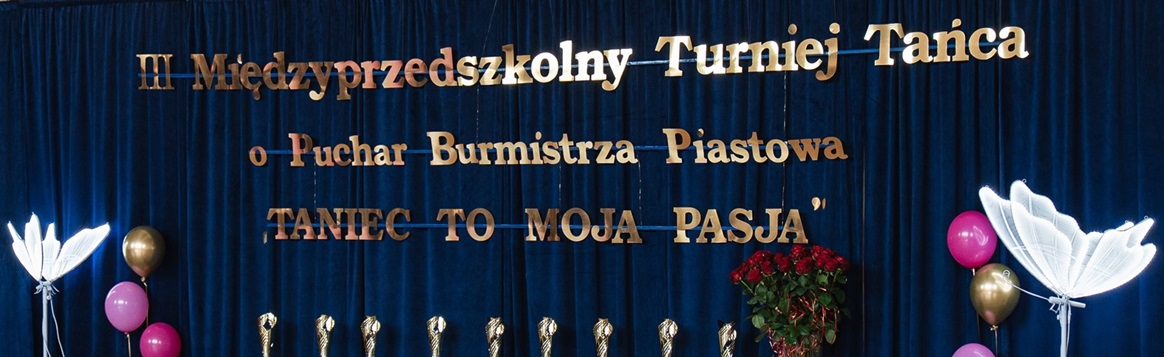 III Międzyprzedszkolny Turniej Tańca
o Puchar Burmistrza Piastowa
„TANIEC TO MOJA PASJA”